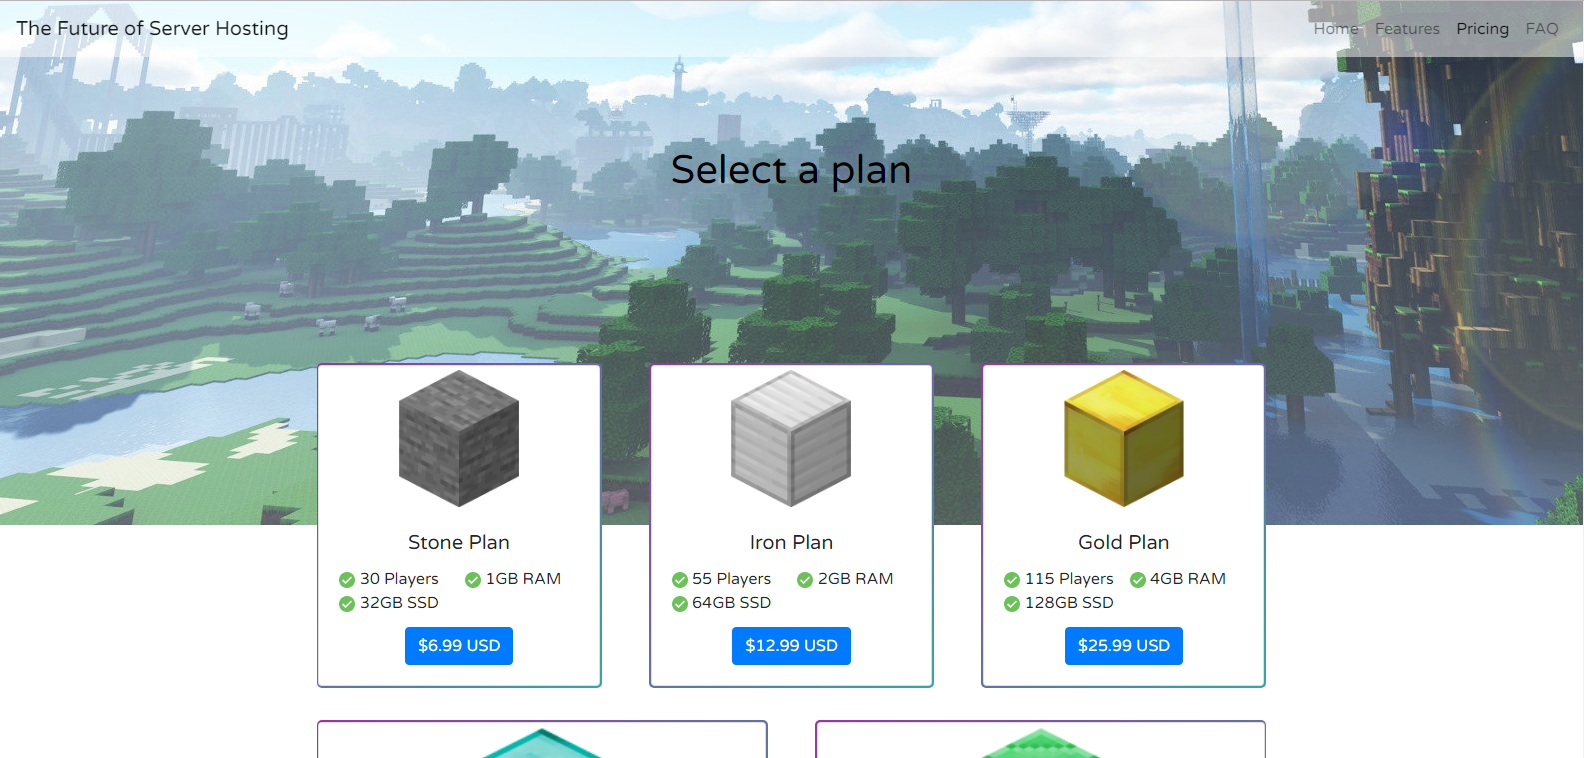 The Future of Server Hosting
Home Features Pricing FAQ
Select a plan
Stone Plan
30 Players 1GB RAM
32GB SSD
$6.99 USD
Iron Plan
55 Players 2GB RAM
64GB SSD
$12.99 USD
Gold Plan
115 Players 4GB RAM
128GB SSD
$25.99 USD